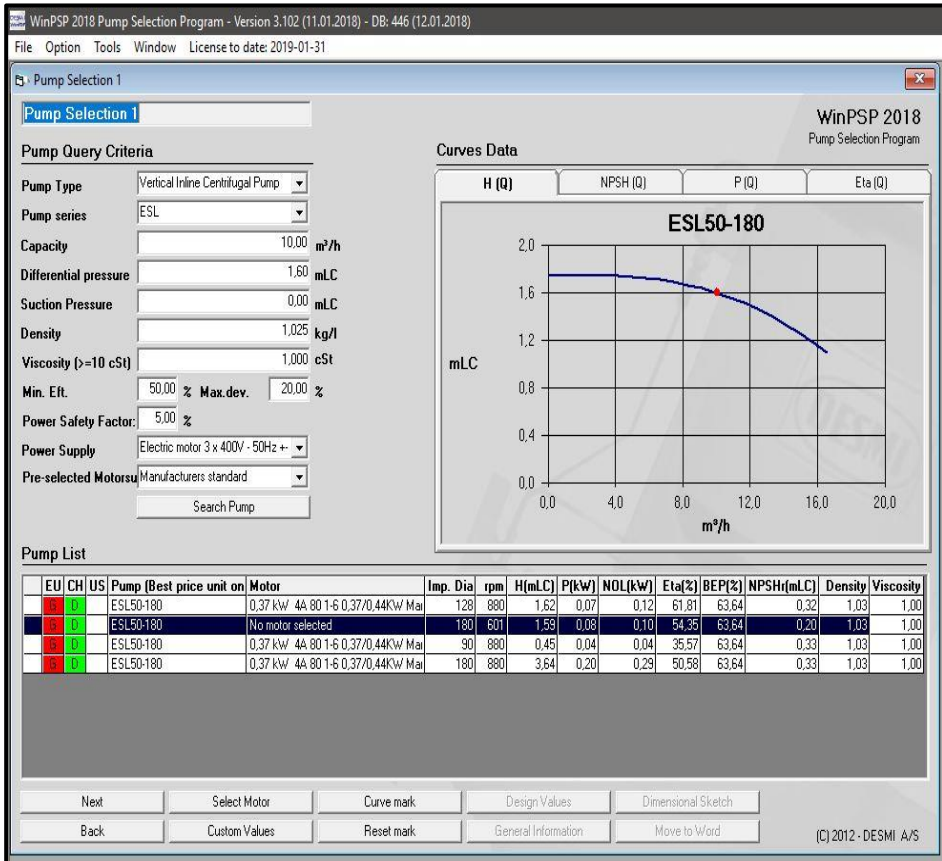 WinPSP 2018 Pump Selection Program - Version 3.102 (11.01.2018) - DB: 446 (12.01.2018)
File Option Tools Window License to date: 2019-01-31
Pump Selection 1
Pump Selection 1
WinPSP 2018
Pump Selection Program
Pump Query Criteria
Pump Type Vertical Inline Centrifugal Pump
Pump series ESL
Capacity 10,00 m³/h
Differential pressure 1,60 mLC
Suction Pressure 0,00 mLC
Density 1,025 kg/l
Viscosity (>=10 cSt) 1,000 cSt
Min. Eft. 50,00 % Max.dev. 20,00 %
Power Safety Factor: 5,00 %
Power Supply Electric motor 3 x 400V - 50Hz +-
Pre-selected Motorsu Manufacturers standard
Search Pump
Curves Data
H (Q) NPSH (Q) P (Q) Eta (Q)
ESL50-180
2,0
1,6
1,2
mLC
0,8
0,4
0,0
0,0 4,0 8,0 12,0 16,0 20,0
m³/h
DESMI
Pump List
EU CH US Pump (Best price unit on Motor Imp. Dia rpm H(mLC) P(kW) NOL(kW) Eta(%) BEP(%) NPSHr(mLC) Density Viscosity
G D ESL50-180 0,37 kW 4A 80 1-6 0,37/0,44KW Mai 128 880 1,62 0,07 0,12 61,81 63,64 0,32 1,03 1,00
G D ESL50-180 No motor selected 180 601 1,59 0,08 0,10 54,35 63,64 0,20 1,03 1,00
G D ESL50-180 0,37 kW 4A 80 1-6 0,37/0,44KW Mai 90 880 0,45 0,04 0,04 35,57 63,64 0,33 1,03 1,00
G D ESL50-180 0,37 kW 4A 80 1-6 0,37/0,44KW Mai 180 880 3,64 0,20 0,29 50,58 63,64 0,33 1,03 1,00
Next Select Motor Curve mark Design Values Dimensional Sketch
Back Custom Values Reset mark General Information Move to Word
(C) 2012 - DESMI A/S